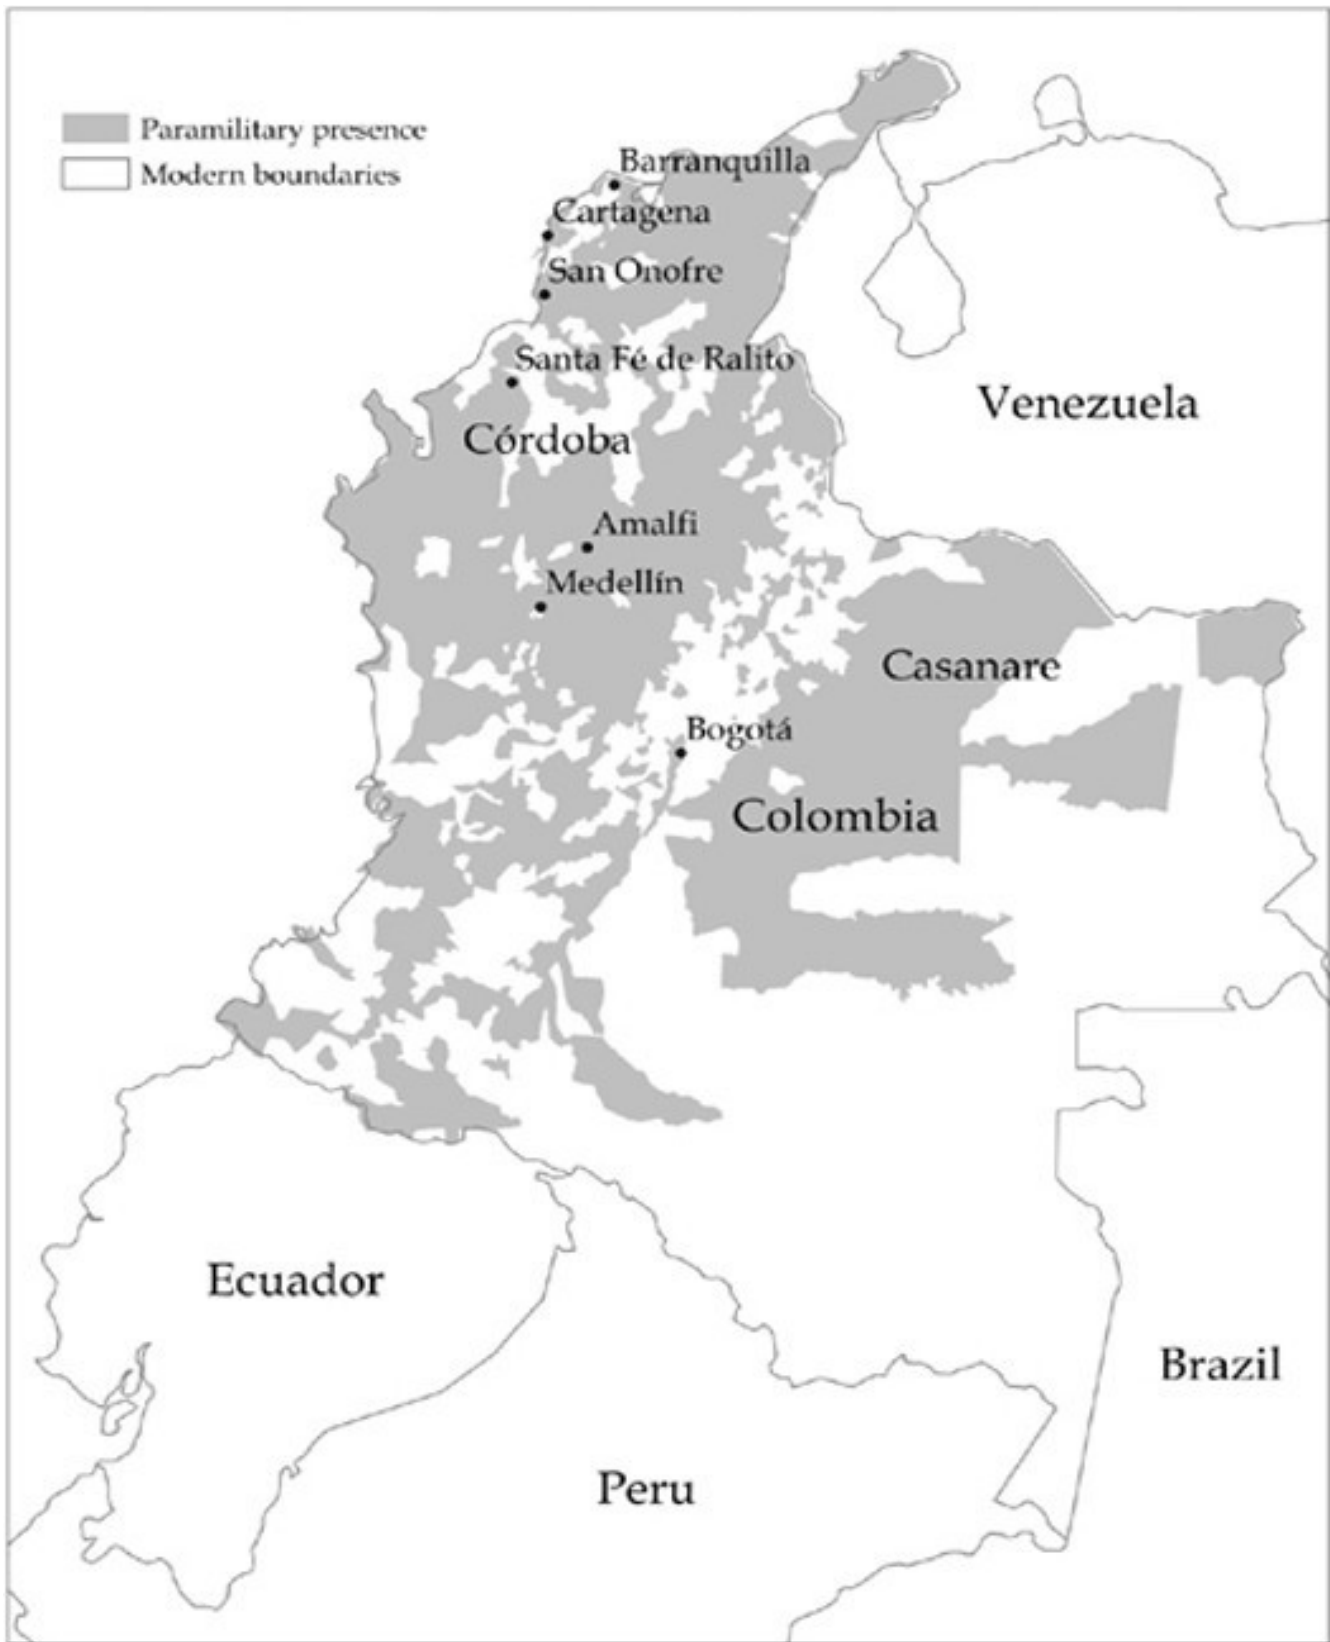 Paramilitary presence
Modern boundaries
Barranquilla
Cartagena
San Onofre
Santa Fé de Ralito
Venezuela
Córdoba
Amalfi
Medellín
Casanare
Bogotá
Colombia
Ecuador
Brazil
Peru